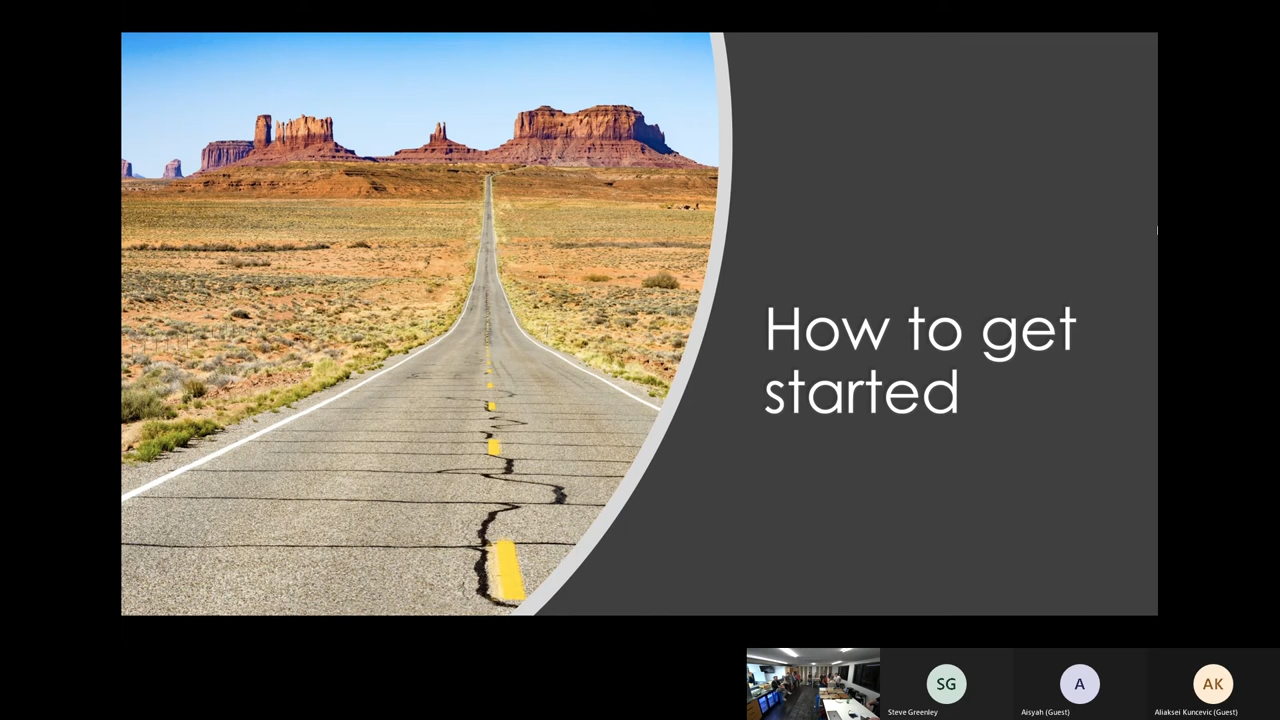 How to get
started
SG
A
AK
Steve Greenley
Aisyah (Guest)
Aliaksei Kuncevic (Guest)